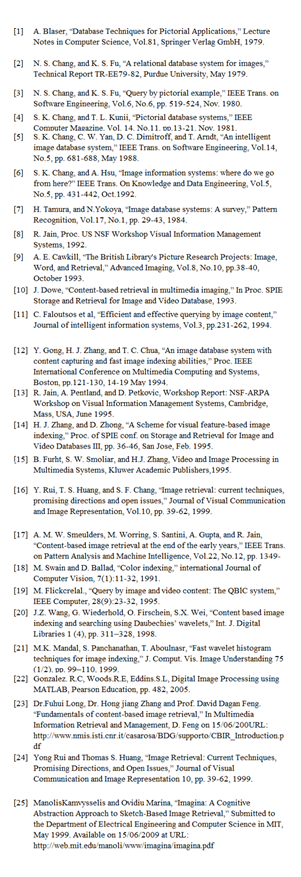 [1] A. Blaser, “Database Techniques for Pictorial Applications,” Lecture
Notes in Computer Science, Vol.81, Springer Verlag GmbH, 1979.
[2] N. S. Chang, and K. S. Fu, “A relational database system for images,”
Technical Report TR-EE79-82, Purdue University, May 1979.
[3] N. S. Chang, and K. S. Fu, “Query by pictorial example,” IEEE Trans. on
Software Engineering, Vol.6, No.6, pp. 519-524, Nov. 1980.
[4] S. K. Chang, and T. L. Kunii, “Pictorial database systems,” IEEE
Computer Magazine, Vol. 14, No.11, pp.13-21, Nov. 1981.
[5] S. K. Chang, C. W. Yan, D. C. Dimitroff, and T. Arndt, “An intelligent
image database system,” IEEE Trans. on Software Engineering, Vol.14,
No.5, pp. 681-688, May 1988.
[6] S. K. Chang, and A. Hsu, “Image information systems: where do we go
from here?” IEEE Trans. On Knowledge and Data Engineering, Vol.5,
No.5, pp. 431-442, Oct.1992.
[7] H. Tamura, and N.Yokoya, “Image database systems: A survey,” Pattern
Recognition, Vol.17, No.1, pp. 29-43, 1984.
[8] R. Jain, Proc. US NSF Workshop Visual Information Management
Systems, 1992.
[9] A. E. Cawkill, “The British Library's Picture Research Projects: Image,
Word, and Retrieval,” Advanced Imaging, Vol.8, No.10, pp.38-40,
October 1993.
[10] J. Dowe, “Content-based retrieval in multimedia imaging,” In Proc. SPIE
Storage and Retrieval for Image and Video Database, 1993.
[11] C. Faloutsos et al, “Efficient and effective querying by image content,”
Journal of intelligent information systems, Vol.3, pp.231-262, 1994.
[12] Y. Gong, H. J. Zhang, and T. C. Chua, “An image database system with
content capturing and fast image indexing abilities,” Proc. IEEE
International Conference on Multimedia Computing and Systems,
Boston, pp.121-130, 14-19 May 1994.
[13] R. Jain, A. Pentland, and D. Petkovic, Workshop Report: NSF-ARPA
Workshop on Visual Information Management Systems, Cambridge,
Mass, USA, June 1995.
[14] H. J. Zhang, and D. Zhong, “A Scheme for visual feature-based image
indexing,” Proc. of SPIE conf. on Storage and Retrieval for Image and
Video Databases III, pp. 36-46, San Jose, Feb. 1995.
[15] B. Furht, S. W. Smoliar, and H.J. Zhang, Video and Image Processing in
Multimedia Systems, Kluwer Academic Publishers,1995.
[16] Y. Rui, T. S. Huang, and S. F. Chang, “Image retrieval: current techniques,
promising directions and open issues,” Journal of Visual Communication
and Image Representation, Vol.10, pp. 39-62, 1999.
[17] A. M. W. Smeulders, M. Worring, S. Santini, A. Gupta, and R. Jain,
“Content-based image retrieval at the end of the early years,” IEEE Trans.
on Pattern Analysis and Machine Intelligence, Vol.22, No.12, pp. 1349-
[18] M. Swain and D. Ballad, “Color indexing,” international Journal of
Computer Vision, 7(1):11-32, 1991.
[19] M. Flickcrelal., “Query by image and video content: The QBIC system,”
IEEE Computer, 28(9):23-32, 1995.
[20] J.Z. Wang, G. Wiederhold, O. Firschein, S.X. Wei, “Content based image
indexing and searching using Daubechies’ wavelets,” Int. J. Digital
Libraries 1 (4), pp. 311–328, 1998.
[21] M.K. Mandal, S. Panchanathan, T. Aboulnasr, “Fast wavelet histogram
techniques for image indexing,” J. Comput. Vis. Image Understanding 75
(1/2), pp. 99–110, 1999.
[22] Gonzalez. R.C, Woods.R.E, Eddins.S.L, Digital Image Processing using
MATLAB, Pearson Education, pp. 482, 2005.
[23] Dr.Fuhui Long, Dr. Hong jiang Zhang and Prof. David Dagan Feng.
“Fundamentals of content-based image retrieval,” In Multimedia
Information Retrieval and Management, D. Feng on 15/06/200URL:
http://www.nmis.isti.cnr.it/casarosa/BDG/supporto/CBIR_Introduction.p
df
[24] Yong Rui and Thomas S. Huang, “Image Retrieval: Current Techniques,
Promising Directions, and Open Issues,” Journal of Visual
Communication and Image Representation 10, pp. 39-62, 1999.
[25] ManolisKamvysselis and Ovidiu Marina, “Imagina: A Cognitive
Abstraction Approach to Sketch-Based Image Retrieval,” Submitted to
the Department of Electrical Engineering and Computer Science in MIT,
May 1999. Available on 15/06/2009 at URL:
http://web.mit.edu/manoli/www/imagina/imagina.pdf